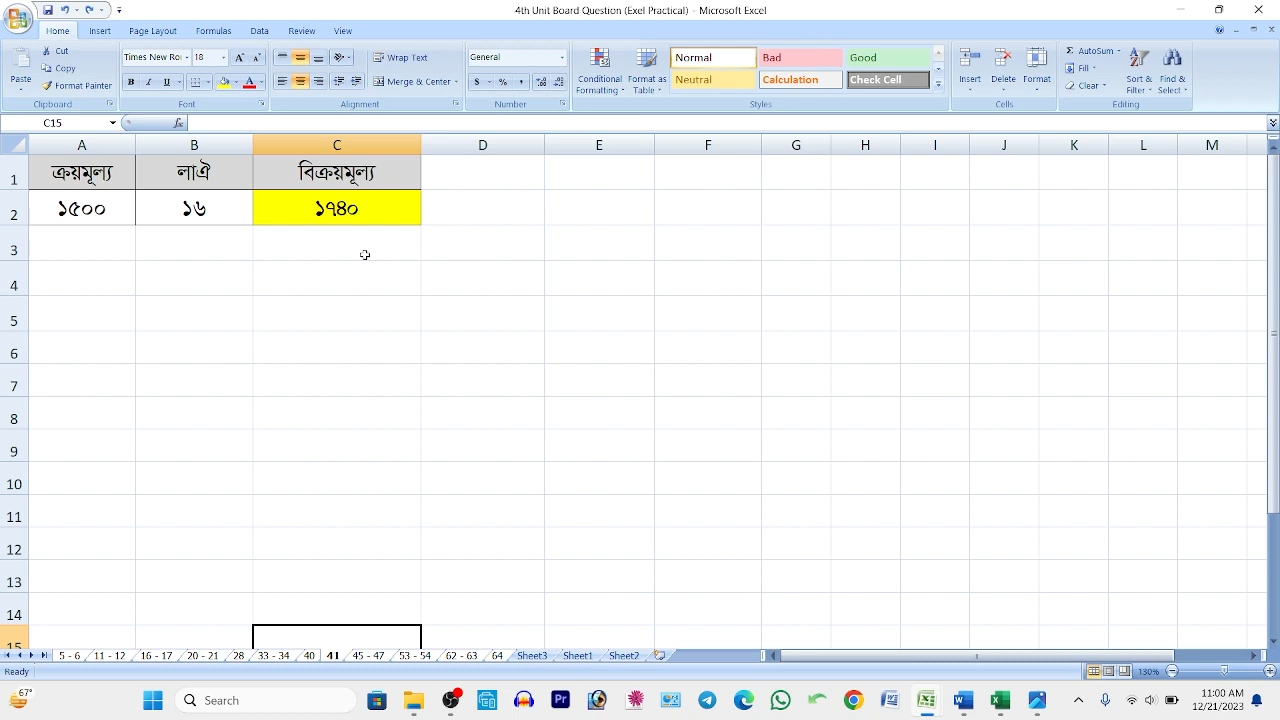 4th Unit Board Question (Exel Practical) - Microsoft Excel
Home Insert Page Layout Formulas Data Review View
Paste Cut Copy Format Painter Clipboard
Times New Ro 18 A A B I U A Font
Wrap Text Merge & Center Alignment
General $ % , Number
Conditional Formatting Format as Table Normal Bad Good Neutral Calculation Check Cell Styles
Insert Delete Format Cells
Σ AutoSum Fill Clear Sort & Filter Find & Select Editing
C15 fx
A B C D E F G H I J K L M
1 ক্রয়মূল্য লাঐ বিক্রয়মূল্য
2 ১৫০০ ১৬ ১৭৪০
3
4
5
6
7
8
9
10
11
12
13
14
15
5 - 6 11 - 12 16 - 17 20 - 21 28 33 - 34 40 41 45 - 47 53 - 54 62 - 63 64 Sheet3 Sheet1 Sheet2
Ready 130%
67° Search 11:00 AM
12/21/2023